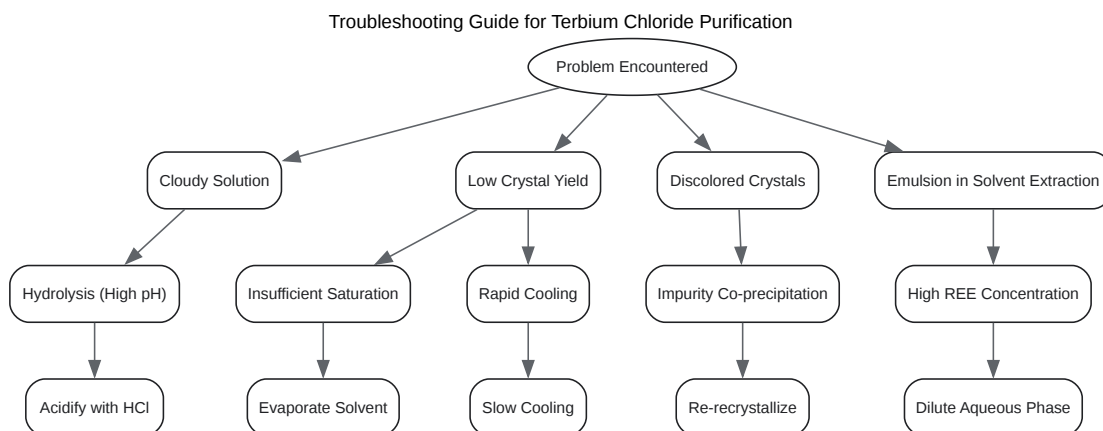 Troubleshooting Guide for Terbium Chloride Purification
Problem Encountered
Cloudy Solution
Low Crystal Yield
Discolored Crystals
Emulsion in Solvent Extraction
Hydrolysis (High pH)
Insufficient Saturation
Rapid Cooling
Impurity Co-precipitation
High REE Concentration
Acidify with HCl
Evaporate Solvent
Slow Cooling
Re-recrystallize
Dilute Aqueous Phase